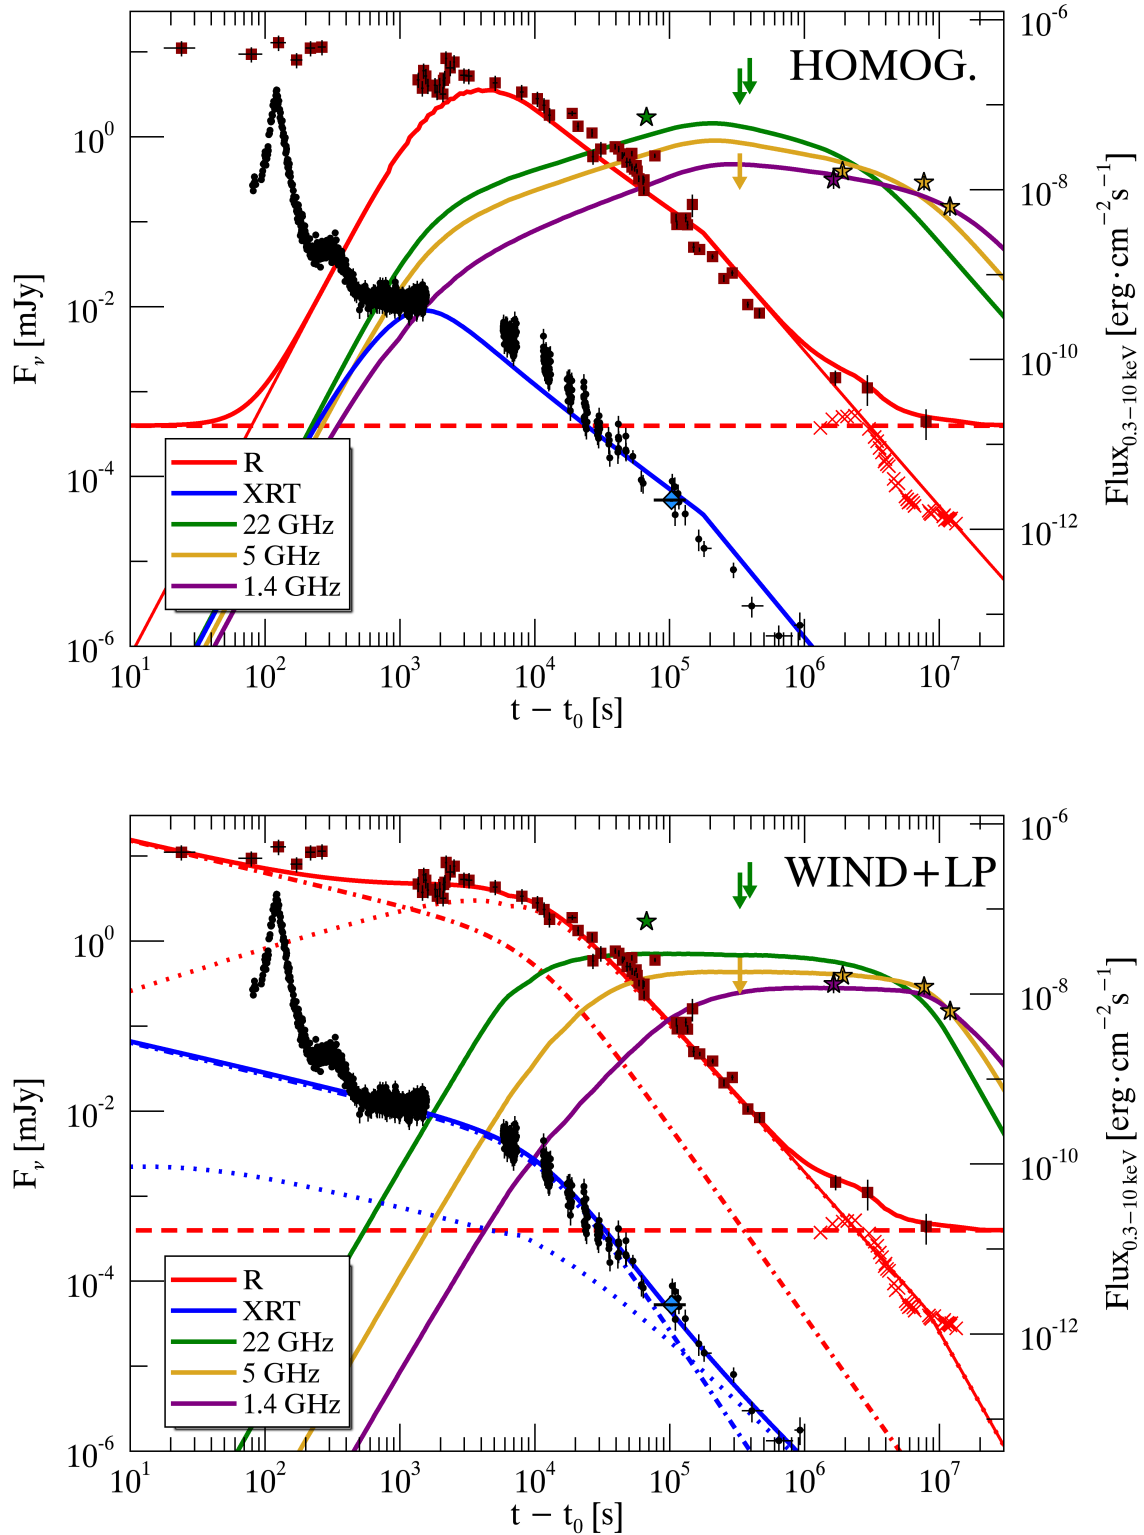 HOMOG.
10^0
10^-2
10^-4
10^-6
F_ν [mJy]
10^-6
10^-8
10^-10
10^-12
Flux_0.3−10 keV [erg·cm^−2 s^−1]
R
XRT
22 GHz
5 GHz
1.4 GHz
10^1 10^2 10^3 10^4 10^5 10^6 10^7
t − t_0 [s]
WIND+LP
10^0
10^-2
10^-4
10^-6
F_ν [mJy]
10^-6
10^-8
10^-10
10^-12
Flux_0.3−10 keV [erg·cm^−2 s^−1]
R
XRT
22 GHz
5 GHz
1.4 GHz
10^1 10^2 10^3 10^4 10^5 10^6 10^7
t − t_0 [s]